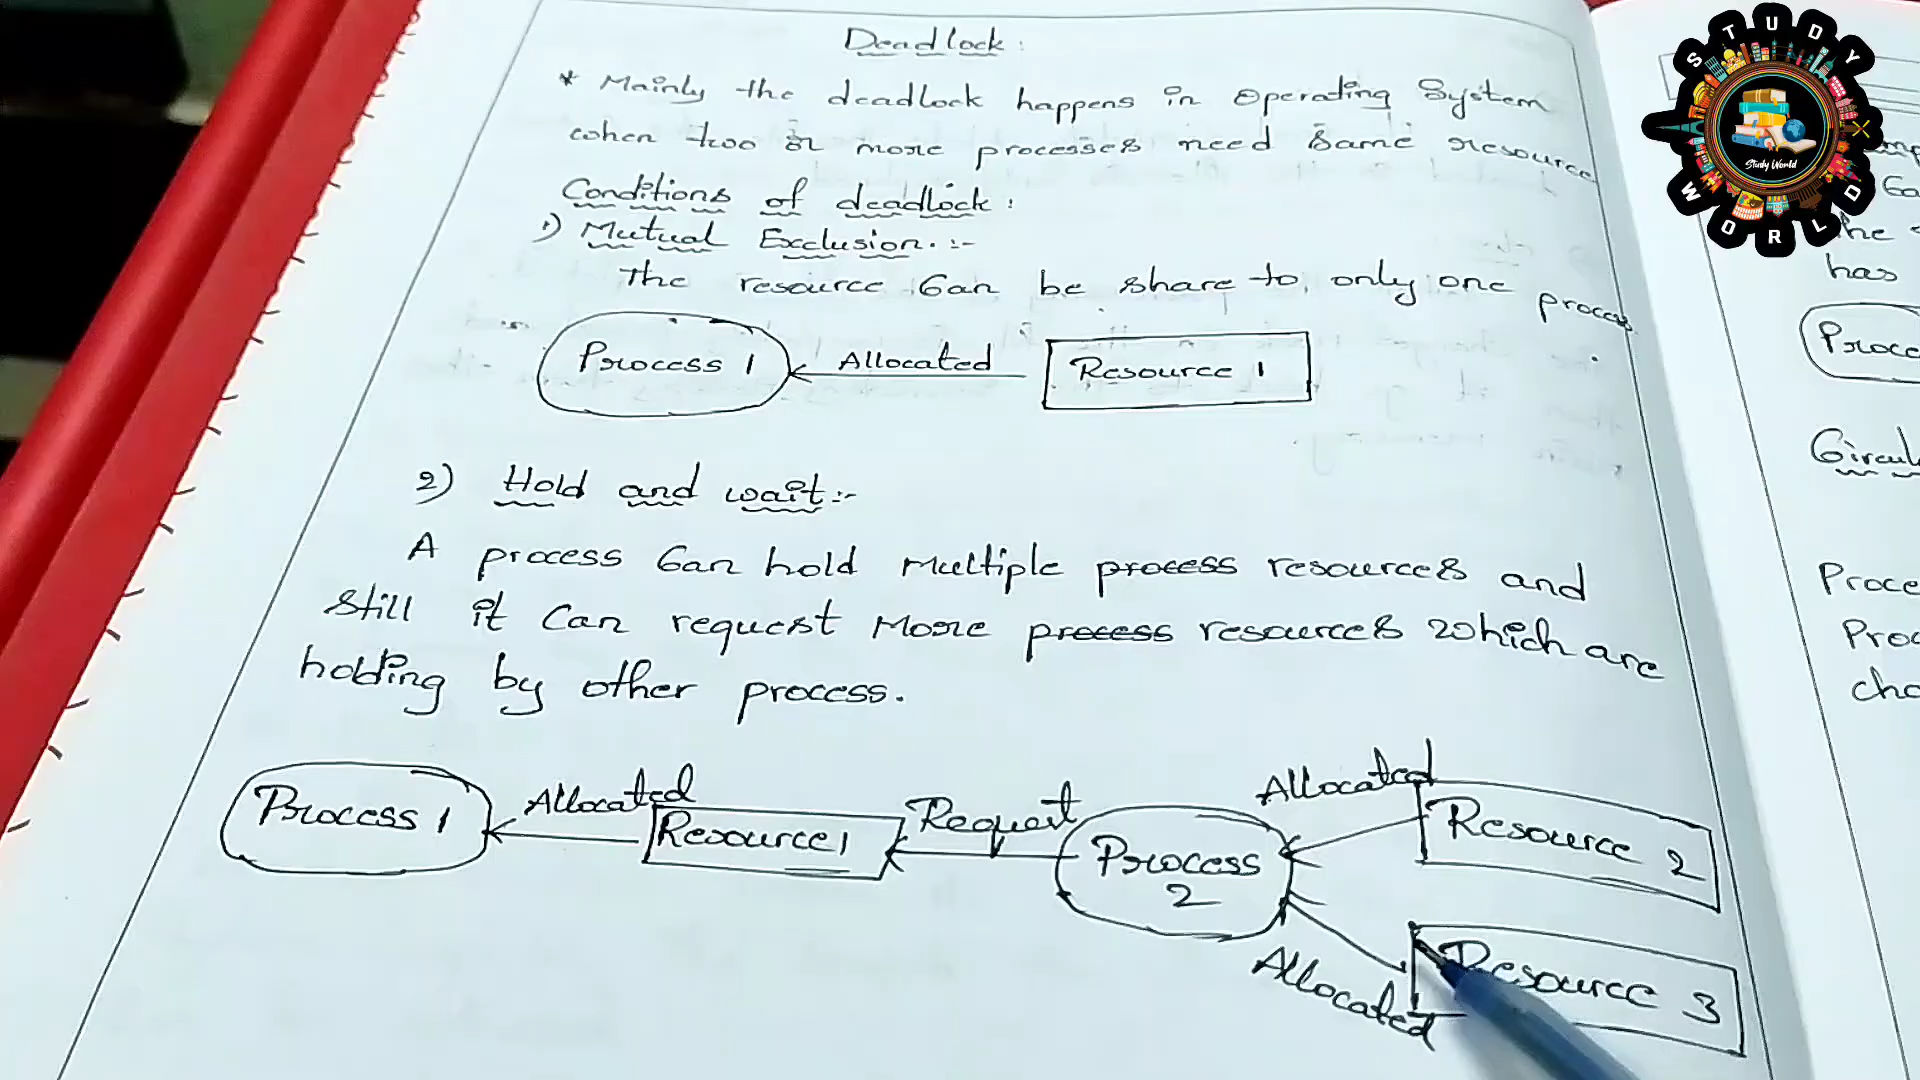 Deadlock:
* Mainly the deadlock happens in operating System
when two or more processes need same resource
Conditions of deadlock:
1) Mutual Exclusion:-
The resource can be share to only one process
Process 1
Allocated
Resource 1
2) Hold and wait:-
A process can hold multiple process resources and
still it can request more process resources which are
holding by other process.
Process 1
Allocated
Resource 1
Request
Process
2
Allocated
Resource 2
Allocated
Resource 3
STUDY
WORLD
Study World
has
Proce
Circul
Proce
Proc
cha